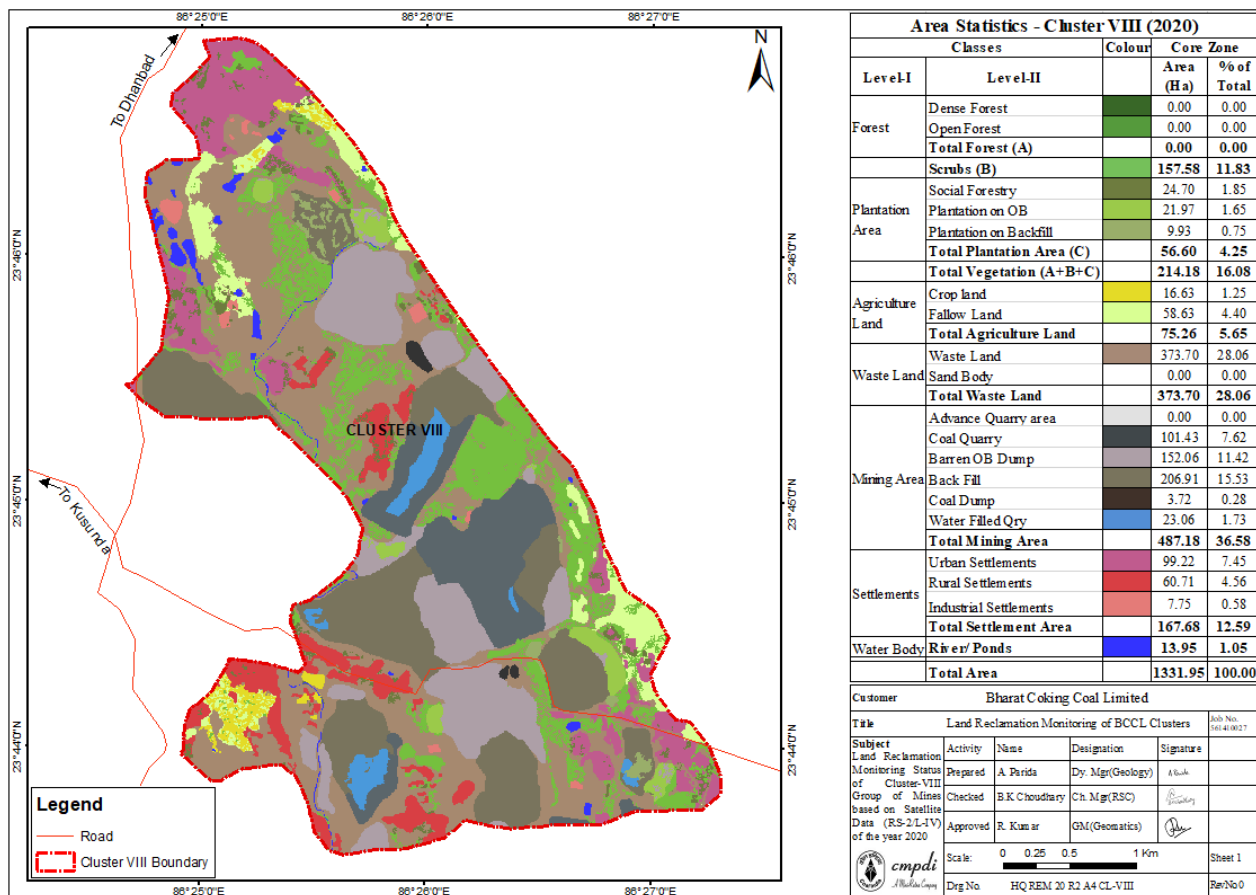 86°25'0"E 86°26'0"E 86°27'0"E
N
To Dhanbad
23°46'0"N 23°46'0"N
CLUSTER VIII
23°45'0"N 23°45'0"N
To Kusunda
23°44'0"N 23°44'0"N
Legend
Road
Cluster VIII Boundary
86°25'0"E 86°26'0"E 86°27'0"E
Area Statistics - Cluster VIII (2020)
Classes Colour Core Zone
Level-I Level-II Area (Ha) % of Total
Forest
Dense Forest 0.00 0.00
Open Forest 0.00 0.00
Total Forest (A) 0.00 0.00
Scrubs (B) 157.58 11.83
Plantation Area
Social Forestry 24.70 1.85
Plantation on OB 21.97 1.65
Plantation on Backfill 9.93 0.75
Total Plantation Area (C) 56.60 4.25
Total Vegetation (A+B+C) 214.18 16.08
Agriculture Land
Crop land 16.63 1.25
Fallow Land 58.63 4.40
Total Agriculture Land 75.26 5.65
Waste Land
Waste Land 373.70 28.06
Sand Body 0.00 0.00
Total Waste Land 373.70 28.06
Mining Area
Advance Quarry area 0.00 0.00
Coal Quarry 101.43 7.62
Barren OB Dump 152.06 11.42
Back Fill 206.91 15.53
Coal Dump 3.72 0.28
Water Filled Qry 23.06 1.73
Total Mining Area 487.18 36.58
Settlements
Urban Settlements 99.22 7.45
Rural Settlements 60.71 4.56
Industrial Settlements 7.75 0.58
Total Settlement Area 167.68 12.59
Water Body River/ Ponds 13.95 1.05
Total Area 1331.95 100.00
Customer Bharat Coking Coal Limited
Title Land Reclamation Monitoring of BCCL Clusters Job No. 561410027
Subject
Land Reclamation
Monitoring Status
of Cluster-VIII
Group of Mines
based on Satellite
Data (RS-2/L-IV)
of the year 2020
Activity Name Designation Signature
Prepared A. Parida Dy. Mgr(Geology)
Checked B.K Choudhary Ch. Mgr(RSC)
Approved R. Kumar GM(Geomatics)
cmpdi
A MiniRatna Company
Scale: 0 0.25 0.5 1 Km Sheet 1
Drg No. HQ REM 20 R2 A4 CL-VIII RevNo 0